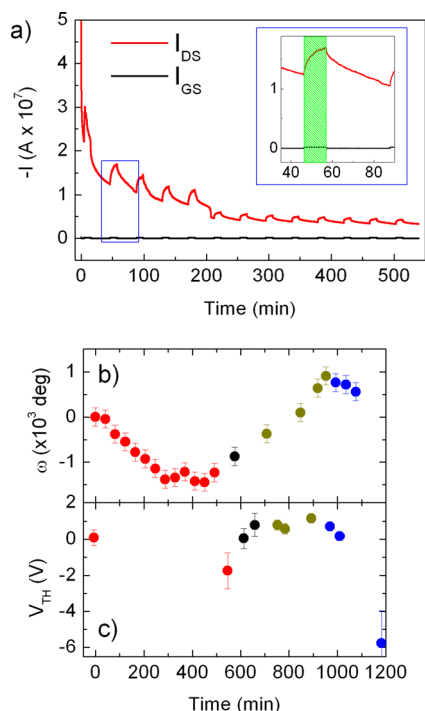 a)
5
4
3
2
1
0
-I (A x 10⁷)
I_DS
I_GS
1
0
40 60 80
0 100 200 300 400 500
Time (min)
b)
1
0
-1
2
ω (x10³ deg)
0
-2
-4
-6
V_TH (V)
c)
0 200 400 600 800 1000 1200
Time (min)